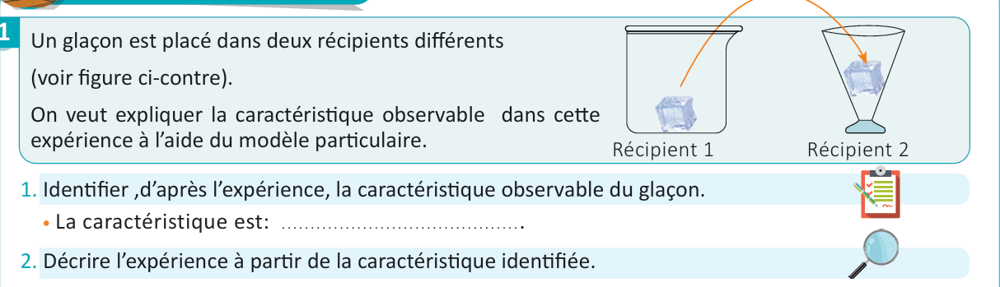 1
Un glaçon est placé dans deux récipients différents
(voir figure ci-contre).
On veut expliquer la caractéristique observable dans cette
expérience à l'aide du modèle particulaire.
Récipient 1
Récipient 2
1. Identifier ,d'après l'expérience, la caractéristique observable du glaçon.
• La caractéristique est: .........................................
2. Décrire l'expérience à partir de la caractéristique identifiée.